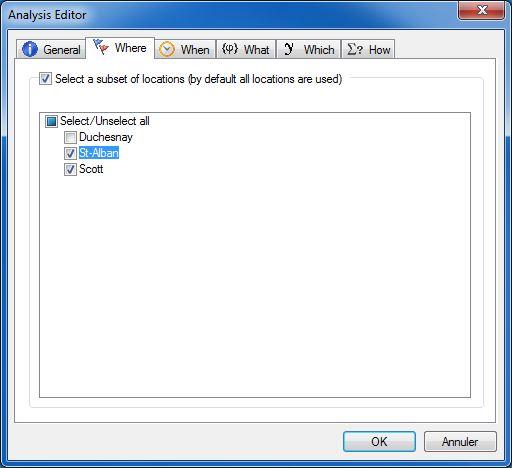 Analysis Editor
General Where When {φ} What y Which Σ? How
Select a subset of locations (by default all locations are used)
Select/Unselect all
Duchesnay
St-Alban
Scott
OK Annuler